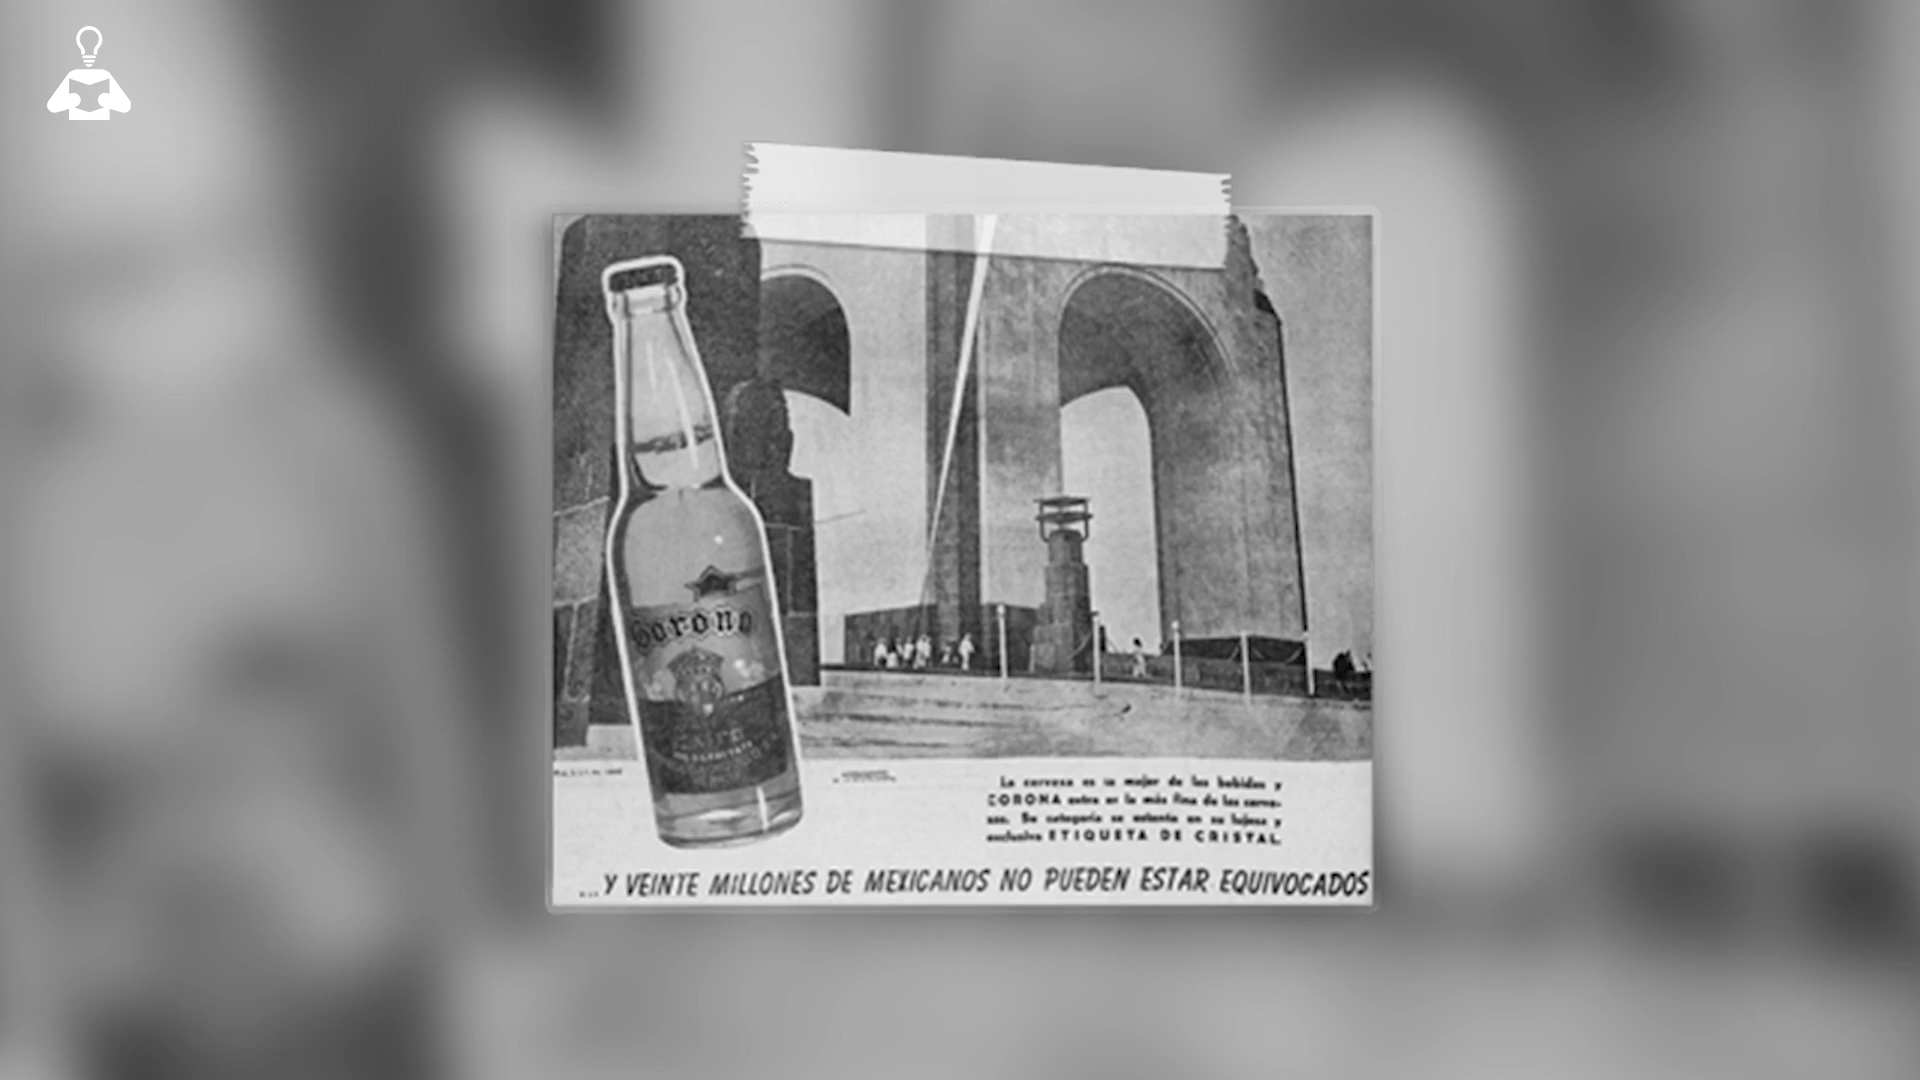 Corona
La cerveza es la mejor de las bebidas y
CORONA entre la más fina de las cerve-
zas. Su categoría se ostenta en su lujosa y
exclusiva ETIQUETA DE CRISTAL.
...Y VEINTE MILLONES DE MEXICANOS NO PUEDEN ESTAR EQUIVOCADOS